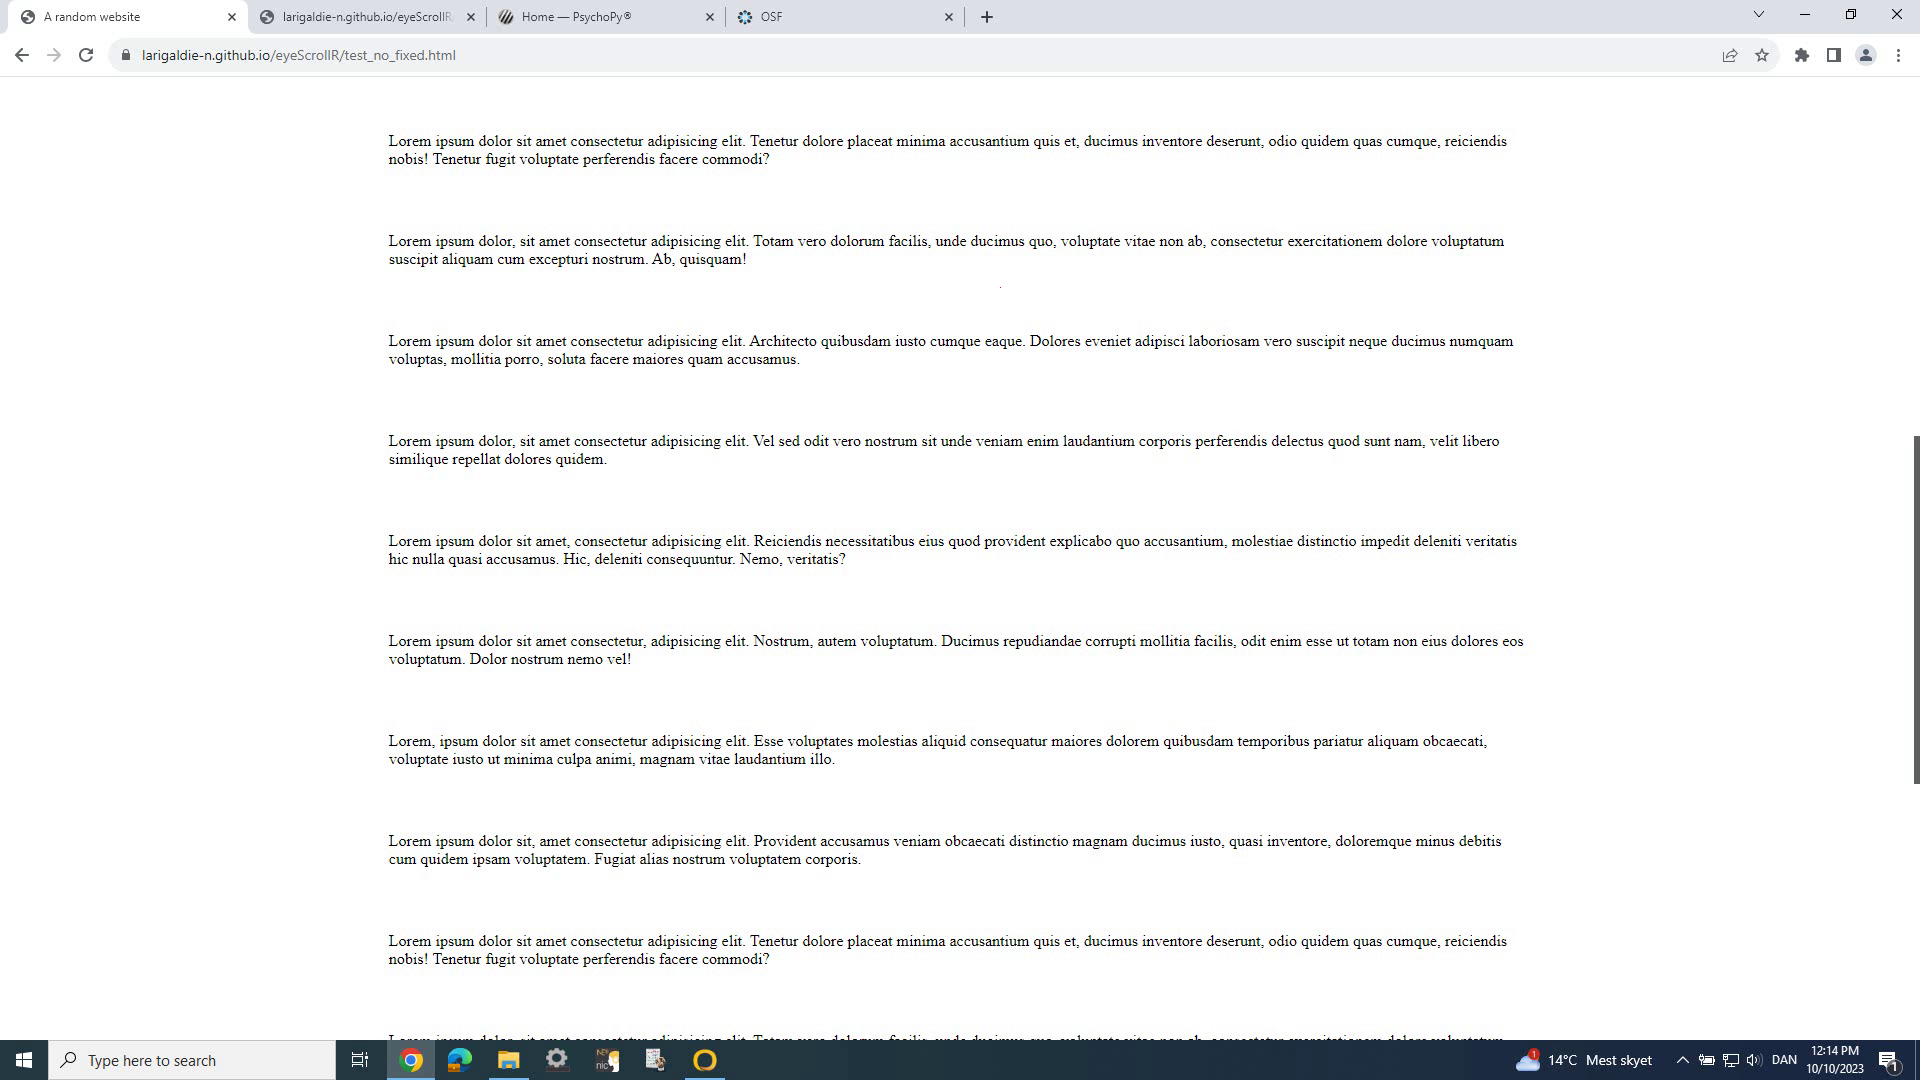 A random website
larigaldie-n.github.io/eyeScrollR
Home — PsychoPy®
OSF
larigaldie-n.github.io/eyeScrollR/test_no_fixed.html
Lorem ipsum dolor sit amet consectetur adipisicing elit. Tenetur dolore placeat minima accusantium quis et, ducimus inventore deserunt, odio quidem quas cumque, reiciendis
nobis! Tenetur fugit voluptate perferendis facere commodi?
Lorem ipsum dolor, sit amet consectetur adipisicing elit. Totam vero dolorum facilis, unde ducimus quo, voluptate vitae non ab, consectetur exercitationem dolore voluptatum
suscipit aliquam cum excepturi nostrum. Ab, quisquam!
Lorem ipsum dolor, sit amet consectetur adipisicing elit. Architecto quibusdam iusto cumque eaque. Dolores eveniet adipisci laboriosam vero suscipit neque ducimus numquam
voluptas, mollitia porro, soluta facere maiores quam accusamus.
Lorem ipsum dolor, sit amet consectetur adipisicing elit. Vel sed odit vero nostrum sit unde veniam enim laudantium corporis perferendis delectus quod sunt nam, velit libero
similique repellat dolores quidem.
Lorem ipsum dolor sit amet, consectetur adipisicing elit. Reiciendis necessitatibus eius quod provident explicabo quo accusantium, molestiae distinctio impedit deleniti veritatis
hic nulla quasi accusamus. Hic, deleniti consequuntur. Nemo, veritatis?
Lorem ipsum dolor sit amet consectetur, adipisicing elit. Nostrum, autem voluptatum. Ducimus repudiandae corrupti mollitia facilis, odit enim esse ut totam non eius dolores eos
voluptatum. Dolor nostrum nemo vel!
Lorem, ipsum dolor sit amet consectetur adipisicing elit. Esse voluptates molestias aliquid consequatur maiores dolorem quibusdam temporibus pariatur aliquam obcaecati,
voluptate iusto ut minima culpa animi, magnam vitae laudantium illo.
Lorem ipsum dolor sit, amet consectetur adipisicing elit. Provident accusamus veniam obcaecati distinctio magnam ducimus iusto, quasi inventore, doloremque minus debitis
cum quidem ipsam voluptatem. Fugiat alias nostrum voluptatem corporis.
Lorem ipsum dolor sit amet consectetur adipisicing elit. Tenetur dolore placeat minima accusantium quis et, ducimus inventore deserunt, odio quidem quas cumque, reiciendis
nobis! Tenetur fugit voluptate perferendis facere commodi?
Type here to search
14°C Mest skyet
DAN
12:14 PM
10/10/2023